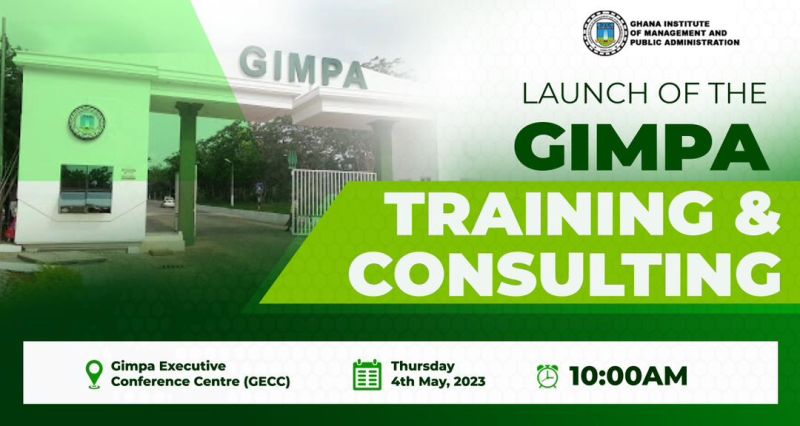 GHANA INSTITUTE
OF MANAGEMENT AND
PUBLIC ADMINISTRATION
GIMPA
LAUNCH OF THE
GIMPA
TRAINING &
CONSULTING
Gimpa Executive
Conference Centre (GECC)
Thursday
4th May, 2023
10:00AM